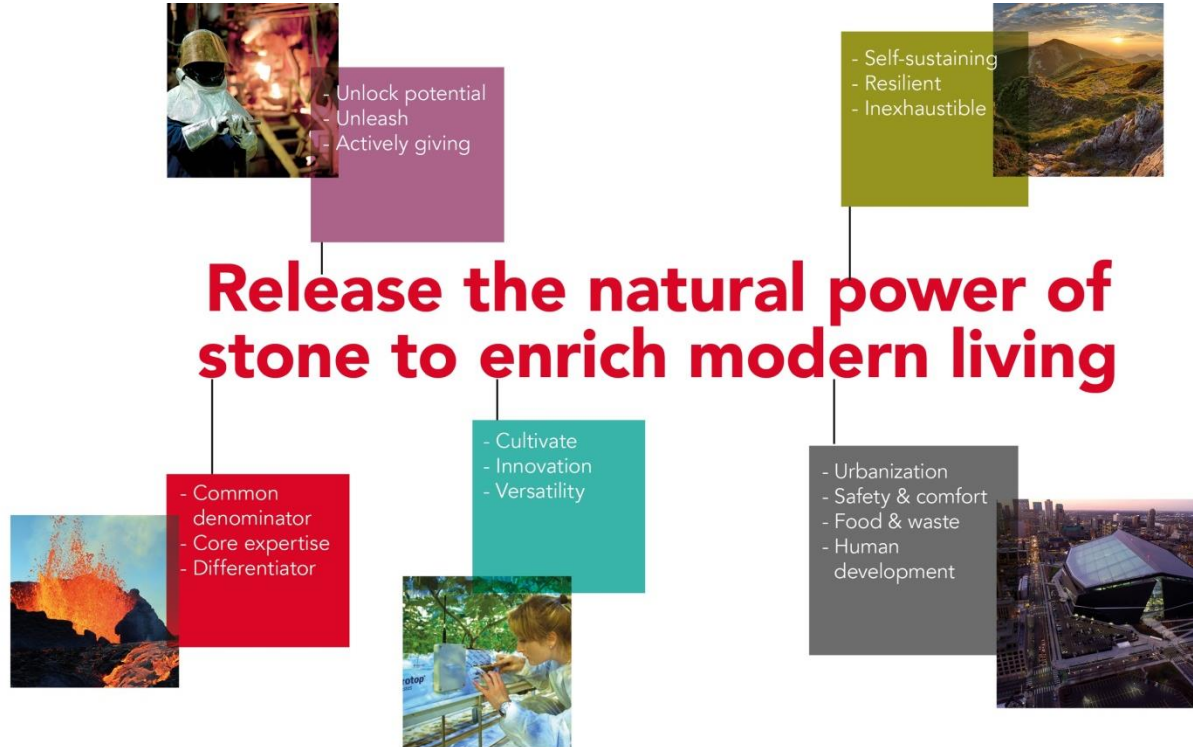 - Unlock potential
- Unleash
- Actively giving
- Self-sustaining
- Resilient
- Inexhaustible
Release the natural power of
stone to enrich modern living
- Common
denominator
- Core expertise
- Differentiator
- Cultivate
- Innovation
- Versatility
- Urbanization
- Safety & comfort
- Food & waste
- Human
development